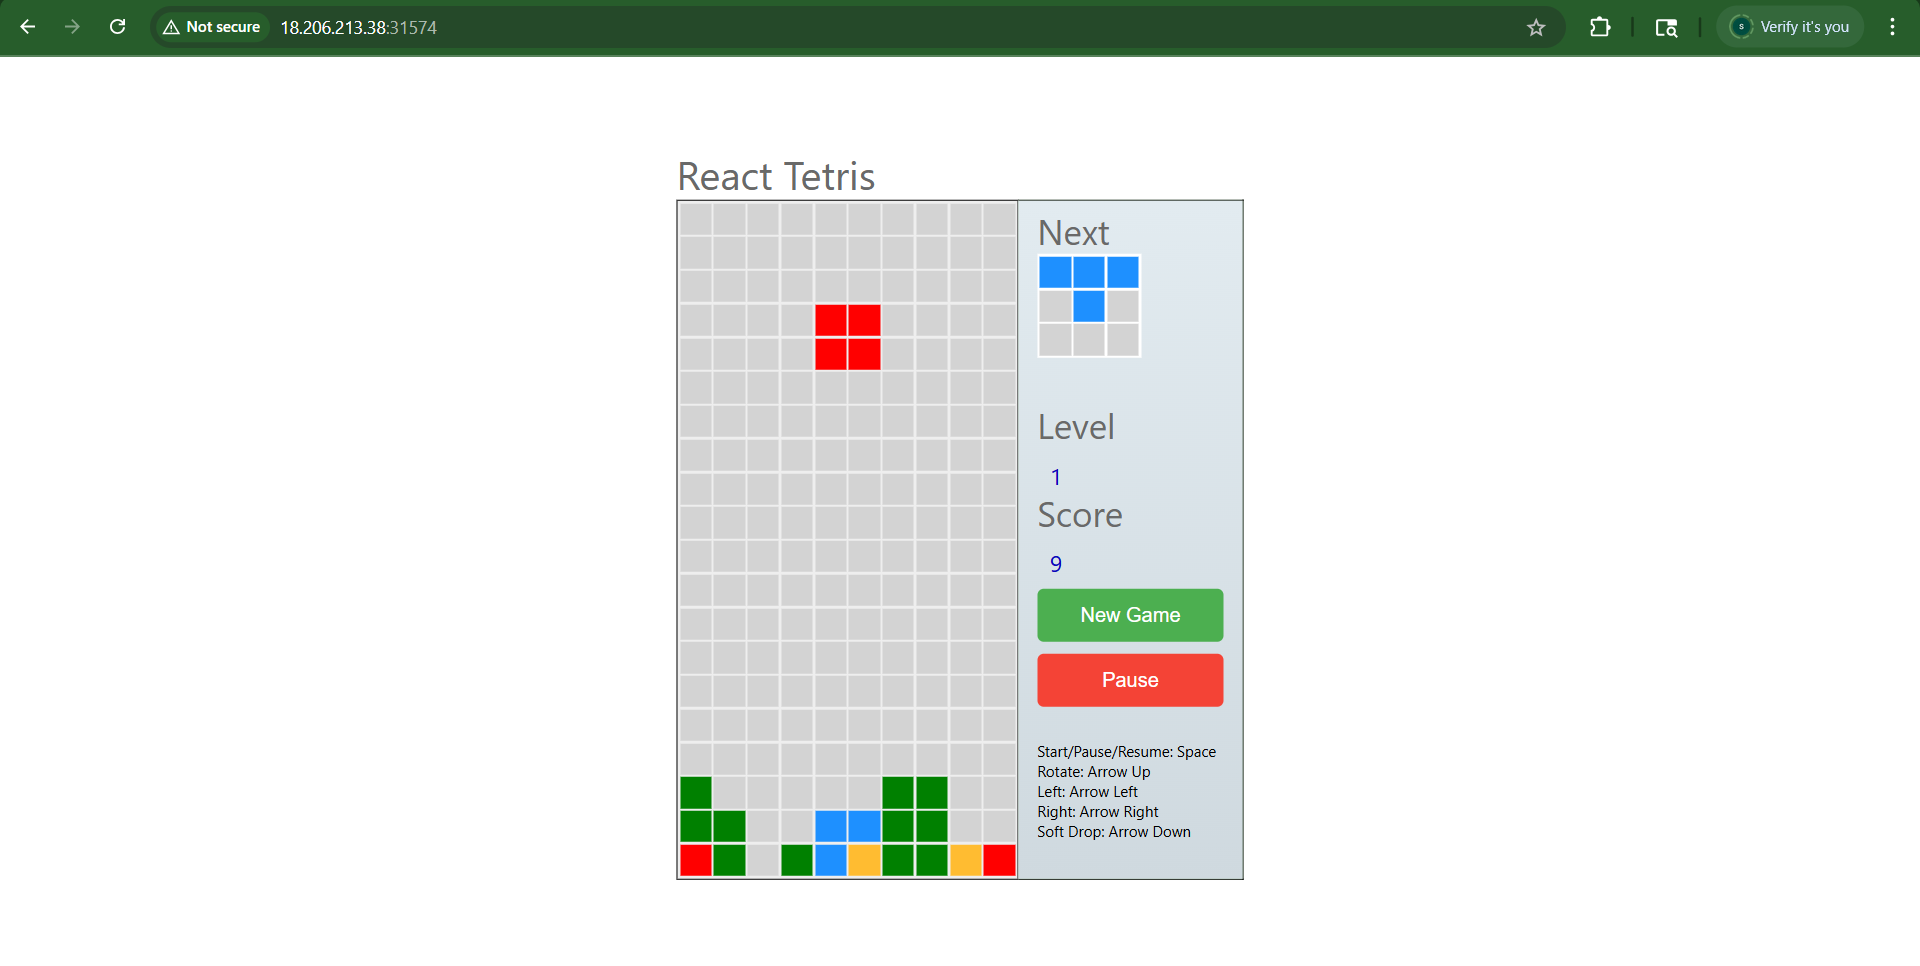 Not secure
18.206.213.38:31574
s
Verify it's you
React Tetris
Next
Level
1
Score
9
New Game
Pause
Start/Pause/Resume: Space
Rotate: Arrow Up
Left: Arrow Left
Right: Arrow Right
Soft Drop: Arrow Down